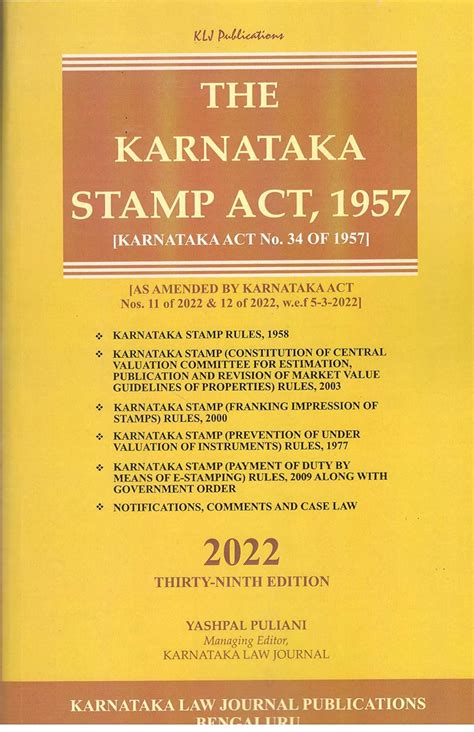 KLJ Publications
THE
KARNATAKA
STAMP ACT, 1957
[KARNATAKA ACT No. 34 OF 1957]
[AS AMENDED BY KARNATAKA ACT
Nos. 11 of 2022 & 12 of 2022, w.e.f 5-3-2022]
❖ KARNATAKA STAMP RULES, 1958
❖ KARNATAKA STAMP (CONSTITUTION OF CENTRAL
VALUATION COMMITTEE FOR ESTIMATION,
PUBLICATION AND REVISION OF MARKET VALUE
GUIDELINES OF PROPERTIES) RULES, 2003
❖ KARNATAKA STAMP (FRANKING IMPRESSION OF
STAMPS) RULES, 2000
❖ KARNATAKA STAMP (PREVENTION OF UNDER
VALUATION OF INSTRUMENTS) RULES, 1977
❖ KARNATAKA STAMP (PAYMENT OF DUTY BY
MEANS OF E-STAMPING) RULES, 2009 ALONG WITH
GOVERNMENT ORDER
❖ NOTIFICATIONS, COMMENTS AND CASE LAW
2022
THIRTY-NINTH EDITION
YASHPAL PULIANI
Managing Editor,
KARNATAKA LAW JOURNAL
KARNATAKA LAW JOURNAL PUBLICATIONS
BENGALURU